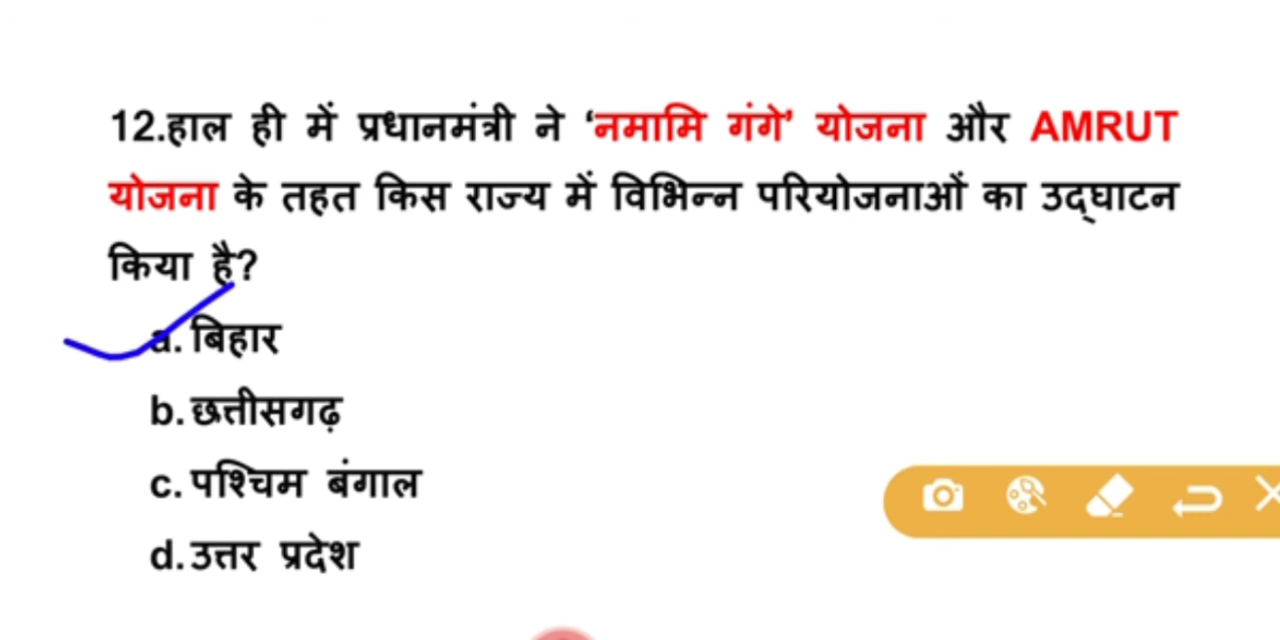 12.हाल ही में प्रधानमंत्री ने ‘नमामि गंगे’ योजना और AMRUT
योजना के तहत किस राज्य में विभिन्न परियोजनाओं का उद्घाटन
किया है?
a. बिहार
b. छत्तीसगढ़
c. पश्चिम बंगाल
d. उत्तर प्रदेश